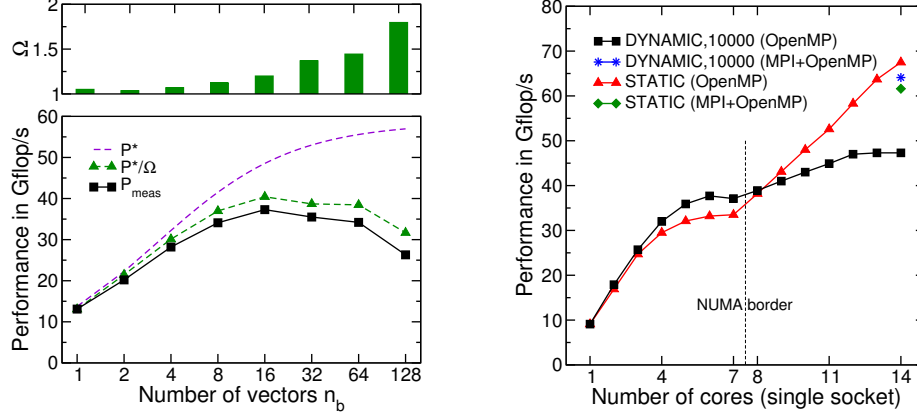 2
1.5
1
Ω
60
50
40
30
20
10
0
Performance in Gflop/s
P*
P*/Ω
Pmeas
1 2 4 8 16 32 64 128
Number of vectors nb
80
70
60
50
40
30
20
10
0
Performance in Gflop/s
DYNAMIC,10000 (OpenMP)
DYNAMIC,10000 (MPI+OpenMP)
STATIC (OpenMP)
STATIC (MPI+OpenMP)
NUMA border
1 4 7 8 11 14
Number of cores (single socket)